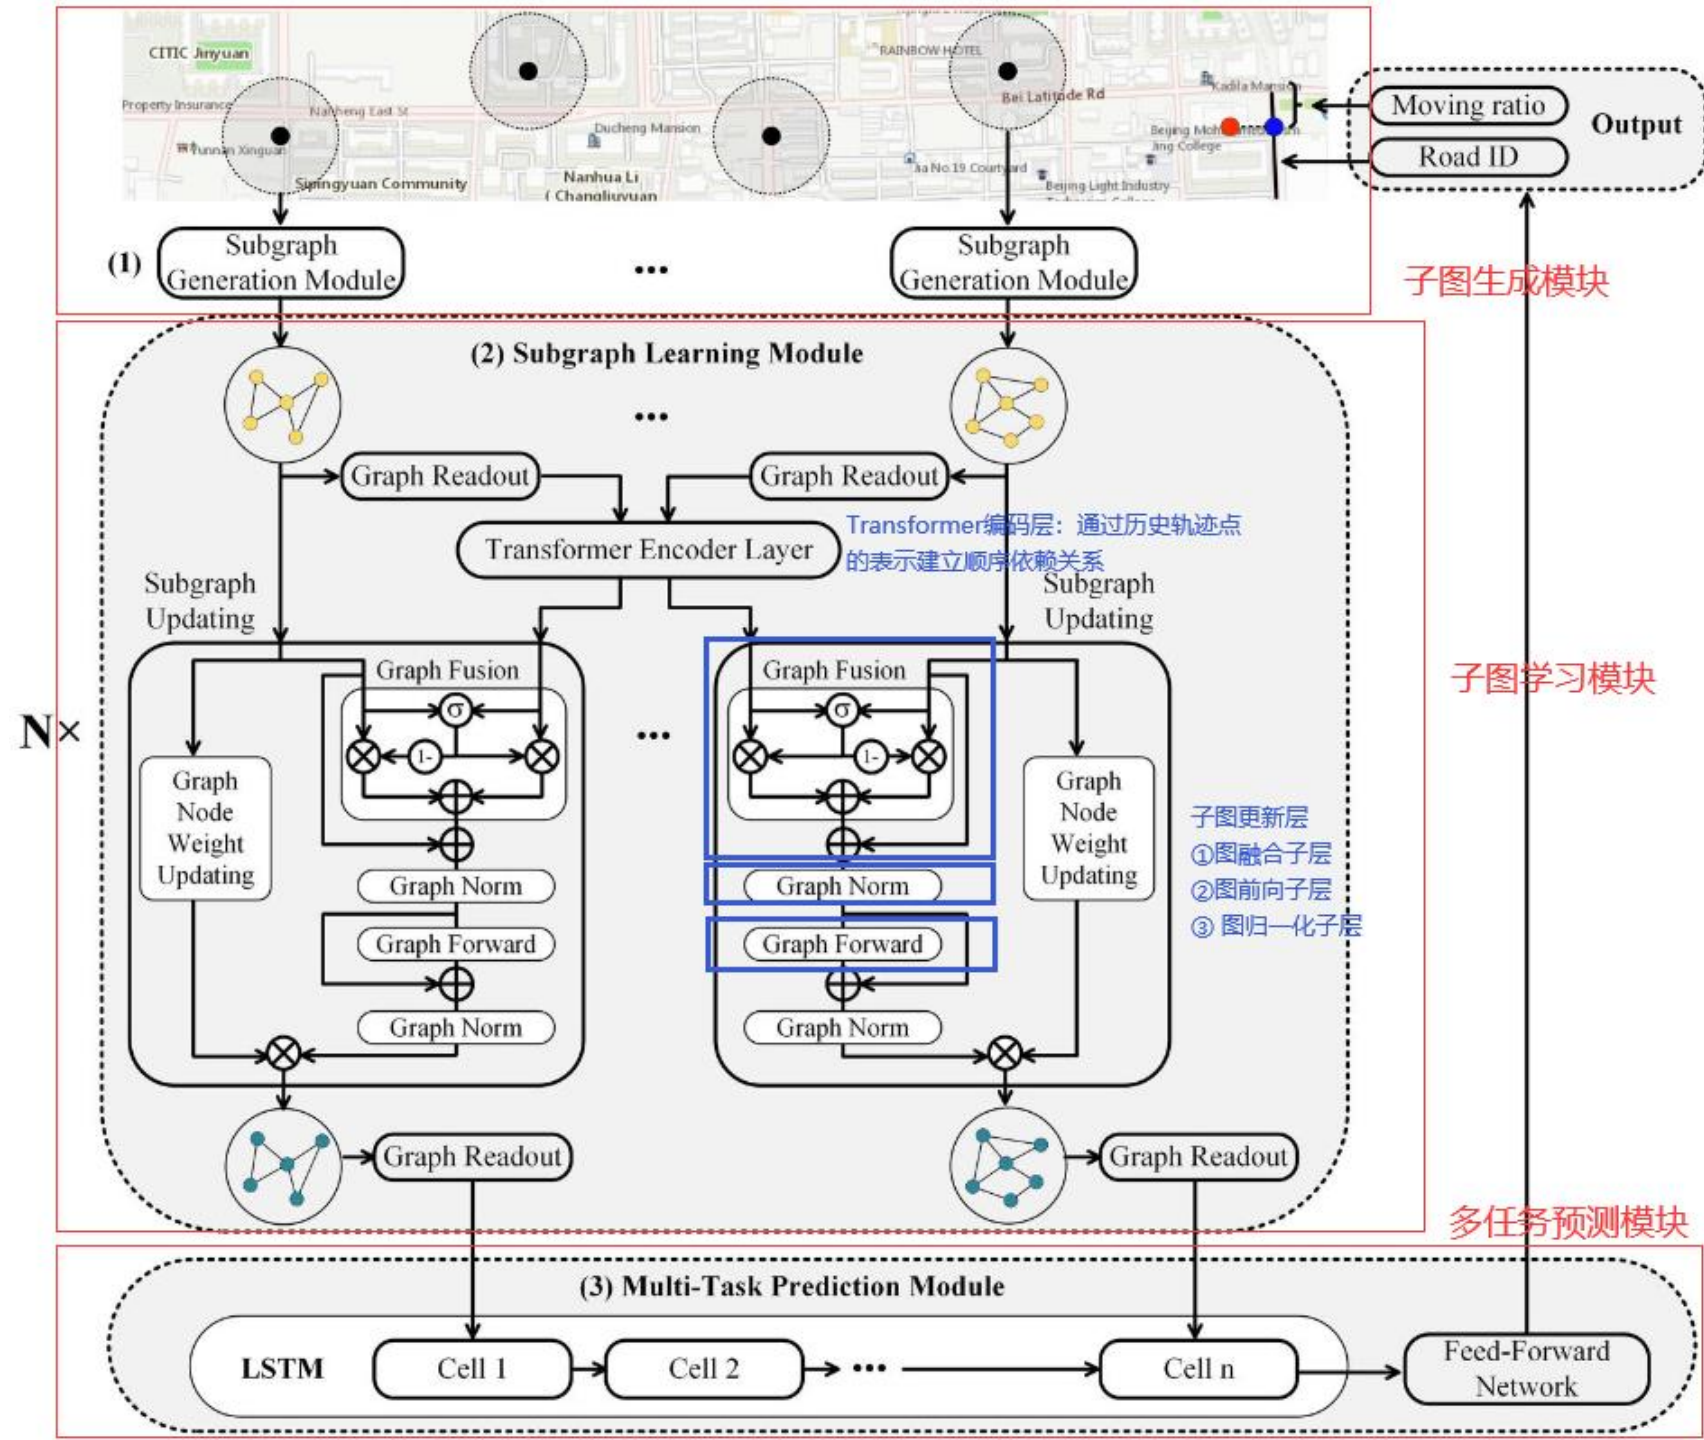 CITIC Jinyuan
RAINBOW HOTEL
Kadila Mansion
Property Insurance
Nanheng East St
Bei Latitude Rd
Ducheng Mansion
Yunnan Xinguan
Jing College
Jia No.19 Courtyard
Sipingyuan Community
Nanhua Li
( Changliuyuan
Beijing Light Industry
Moving ratio
Road ID
Output
(1)
Subgraph
Generation Module
...
Subgraph
Generation Module
子图生成模块
(2) Subgraph Learning Module
...
Graph Readout
Graph Readout
Transformer Encoder Layer
Transformer编码层：通过历史轨迹点
的表示建立顺序依赖关系
Subgraph
Updating
Subgraph
Updating
Graph Fusion
σ
1-
Graph Fusion
σ
1-
子图学习模块
N×
...
Graph
Node
Weight
Updating
Graph
Node
Weight
Updating
子图更新层
①图融合子层
②图前向子层
③ 图归一化子层
Graph Norm
Graph Norm
Graph Forward
Graph Forward
Graph Norm
Graph Norm
Graph Readout
Graph Readout
多任务预测模块
(3) Multi-Task Prediction Module
LSTM
Cell 1
Cell 2
...
Cell n
Feed-Forward
Network